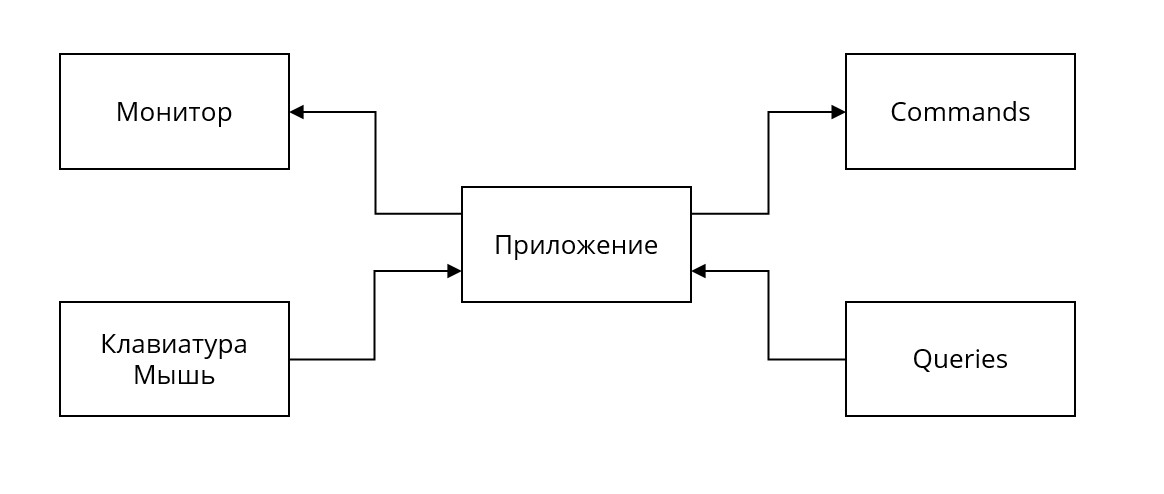 Монитор
Commands
Приложение
Клавиатура
Мышь
Queries